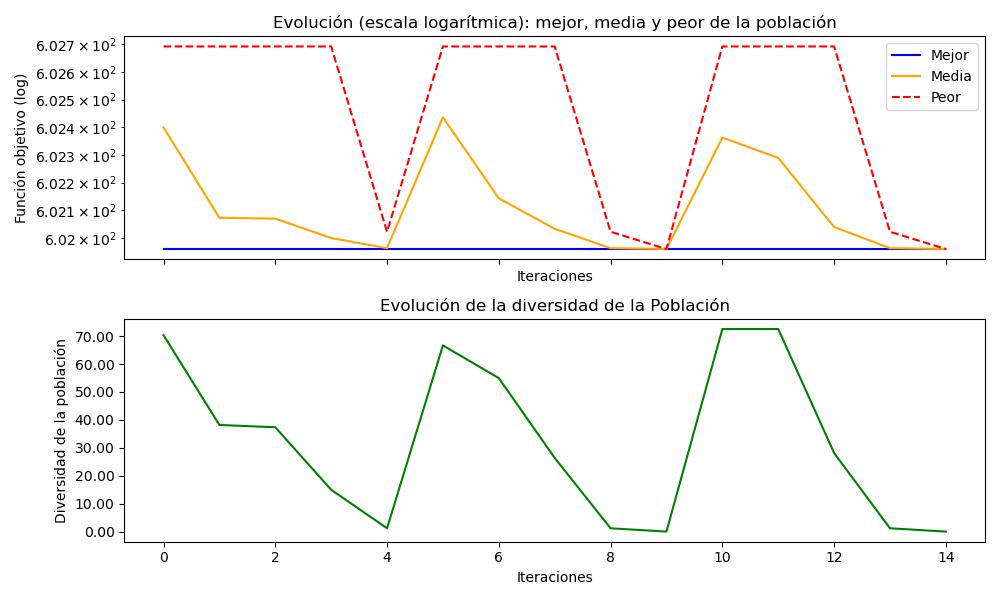 Evolución (escala logarítmica): mejor, media y peor de la población
Función objetivo (log)
6.027 × 10²
6.026 × 10²
6.025 × 10²
6.024 × 10²
6.023 × 10²
6.022 × 10²
6.021 × 10²
6.02 × 10²
Mejor
Media
Peor
Iteraciones
Evolución de la diversidad de la Población
Diversidad de la población
70.00
60.00
50.00
40.00
30.00
20.00
10.00
0.00
0 2 4 6 8 10 12 14
Iteraciones